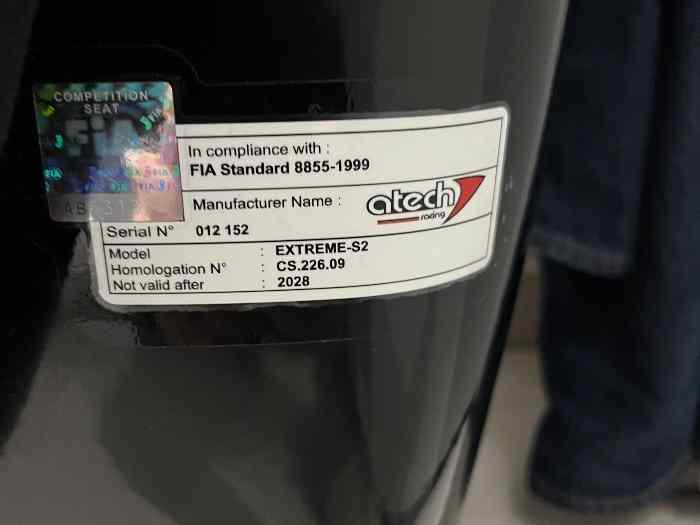 COMPETITION
SEAT
FIA
In compliance with :
FIA Standard 8855-1999
Manufacturer Name :
atech
racing
Serial N° 012 152
Model : EXTREME-S2
Homologation N° : CS.226.09
Not valid after : 2028